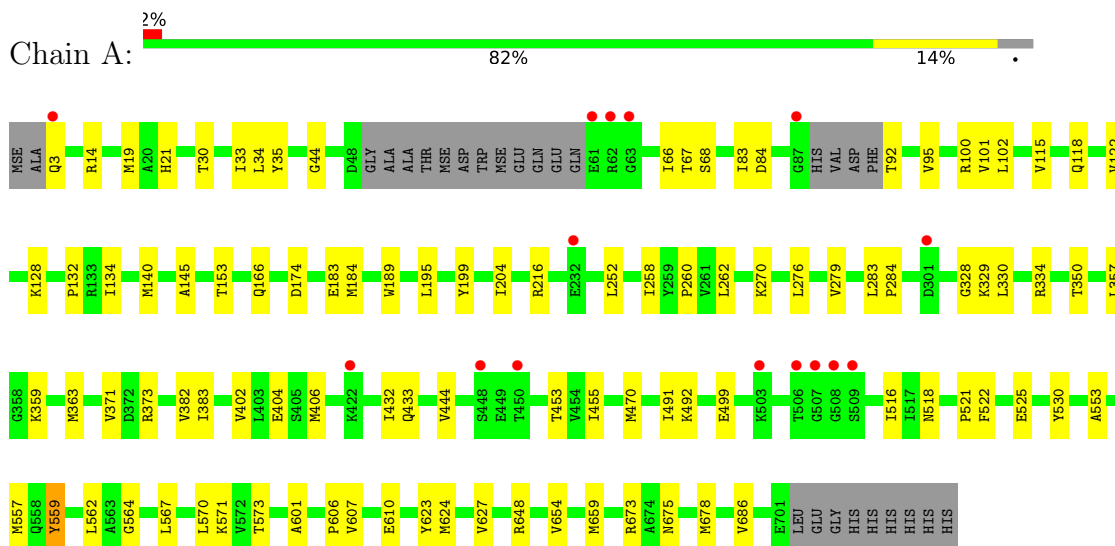 2%
Chain A:
82% 14% •
MSE ALA Q3 R14 M19 A20 H21 T30 I33 L34 Y35 G44 D48 GLY ALA ALA THR MSE ASP TRP MSE GLU GLN GLU GLN E61 R62 G63 I66 T67 S68 I83 D84 G87 HIS VAL ASP PHE T92 V95 R100 V101 L102 V115 Q118
K128 P132 R133 I134 M140 A145 T153 Q166 D174 E183 M184 W189 L195 Y199 I204 R216 E232 L252 I258 Y259 P260 V261 L262 K270 L276 V279 L283 P284 D301 G328 K329 L330 R334 T350 L357
G358 K359 M363 V371 D372 R373 V382 I383 V402 L403 E404 S405 M406 K422 I432 Q433 V444 S448 E449 T450 T453 V454 I455 M470 I491 K492 E499 K503 T506 G507 G508 S509 I516 I517 N518 P521 F522 E525 Y530 A553
M557 Q558 Y559 L562 A563 G564 L567 L570 K571 V572 T573 A601 P606 V607 E610 Y623 M624 V627 R648 V654 M659 R673 A674 N675 M678 V686 E701 LEU GLU GLY HIS HIS HIS HIS HIS HIS